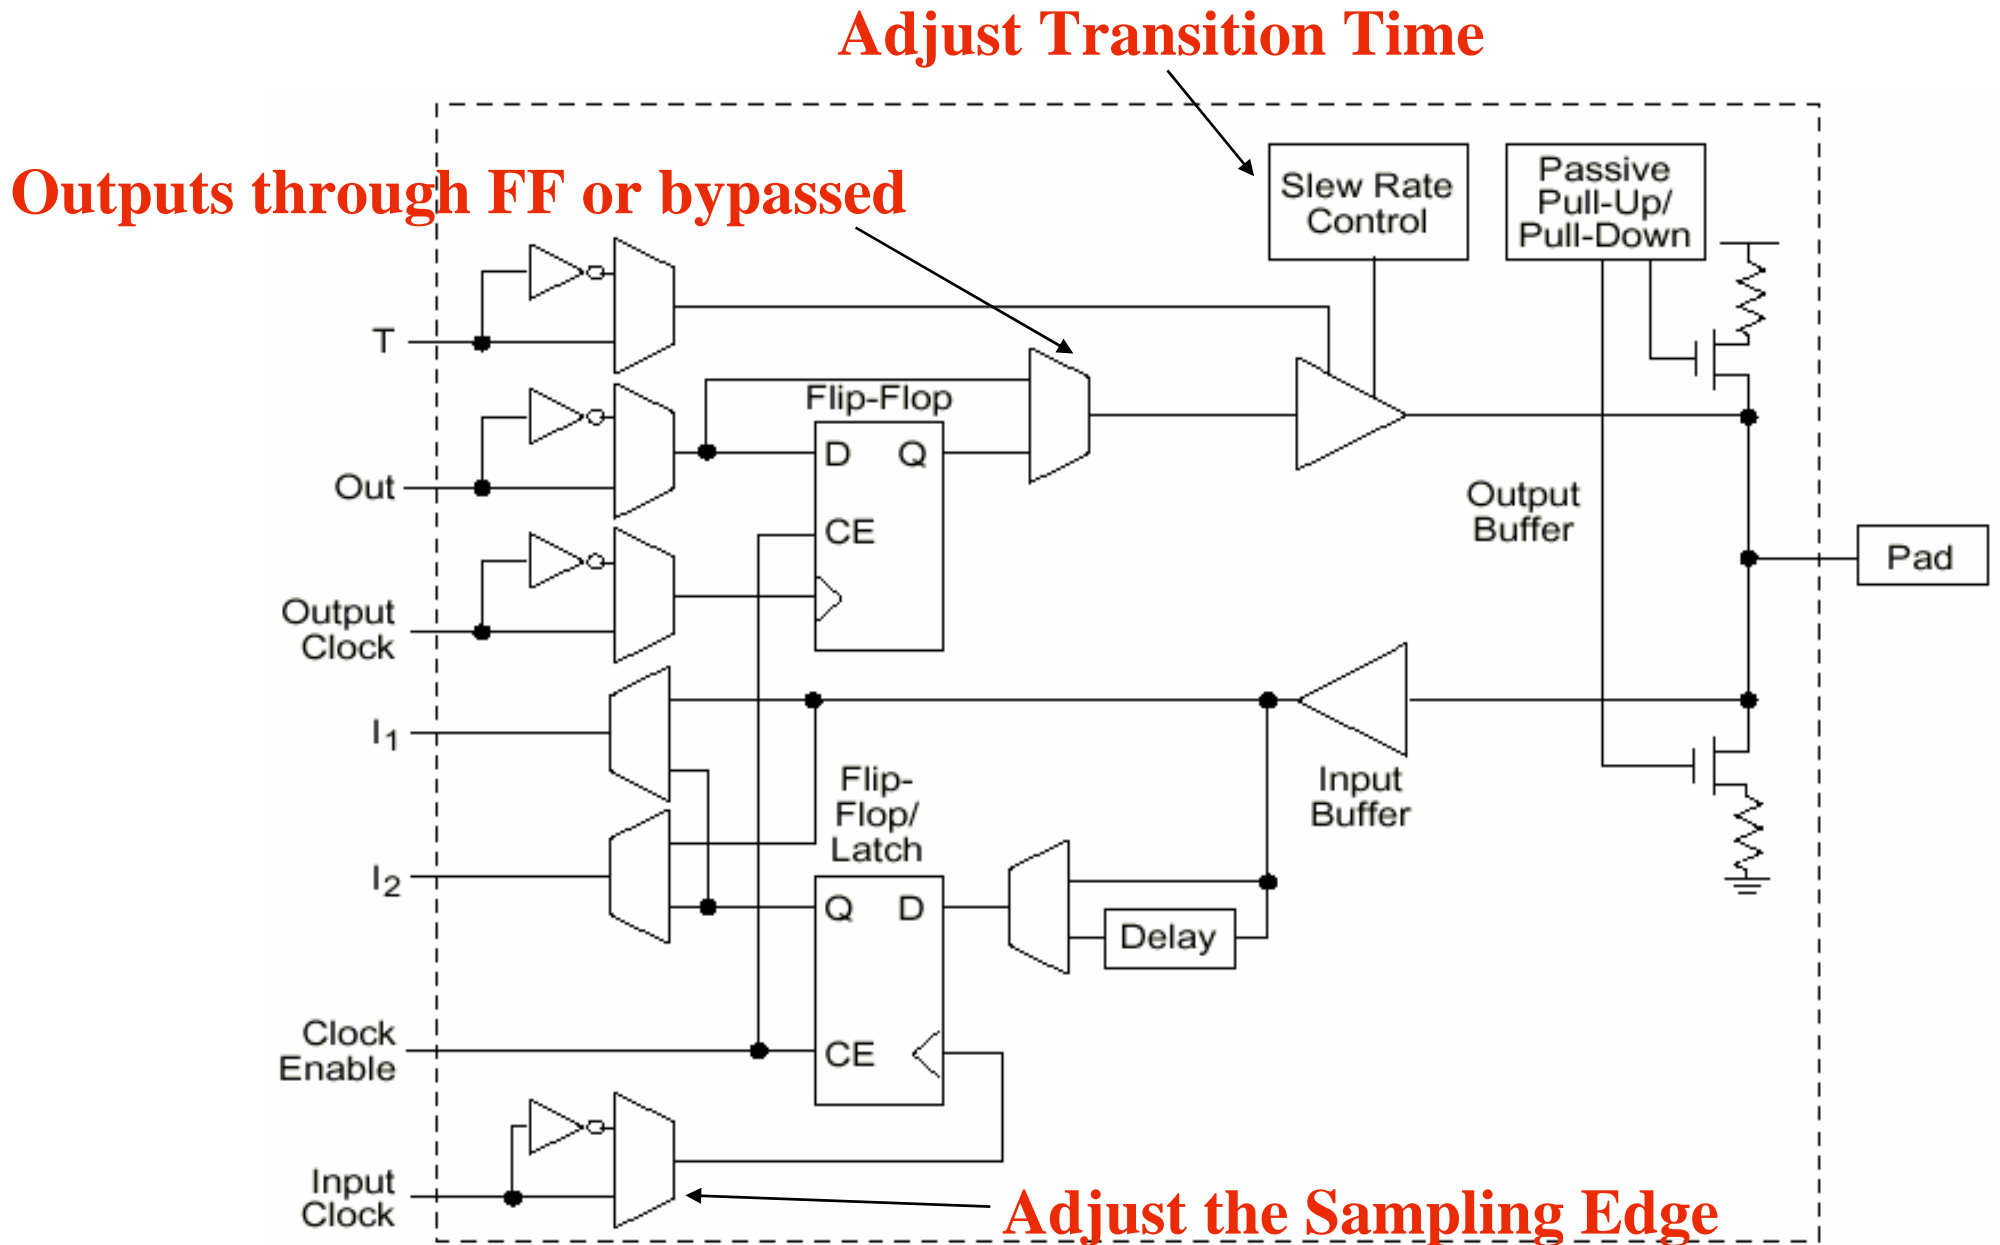 Adjust Transition Time
Outputs through FF or bypassed
Slew Rate
Control
Passive
Pull-Up/
Pull-Down
T
Flip-Flop
D Q
CE
Out
Output
Buffer
Pad
Output
Clock
I1
Input
Buffer
Flip-
Flop/
Latch
I2
Q D
CE
Delay
Clock
Enable
Input
Clock
Adjust the Sampling Edge